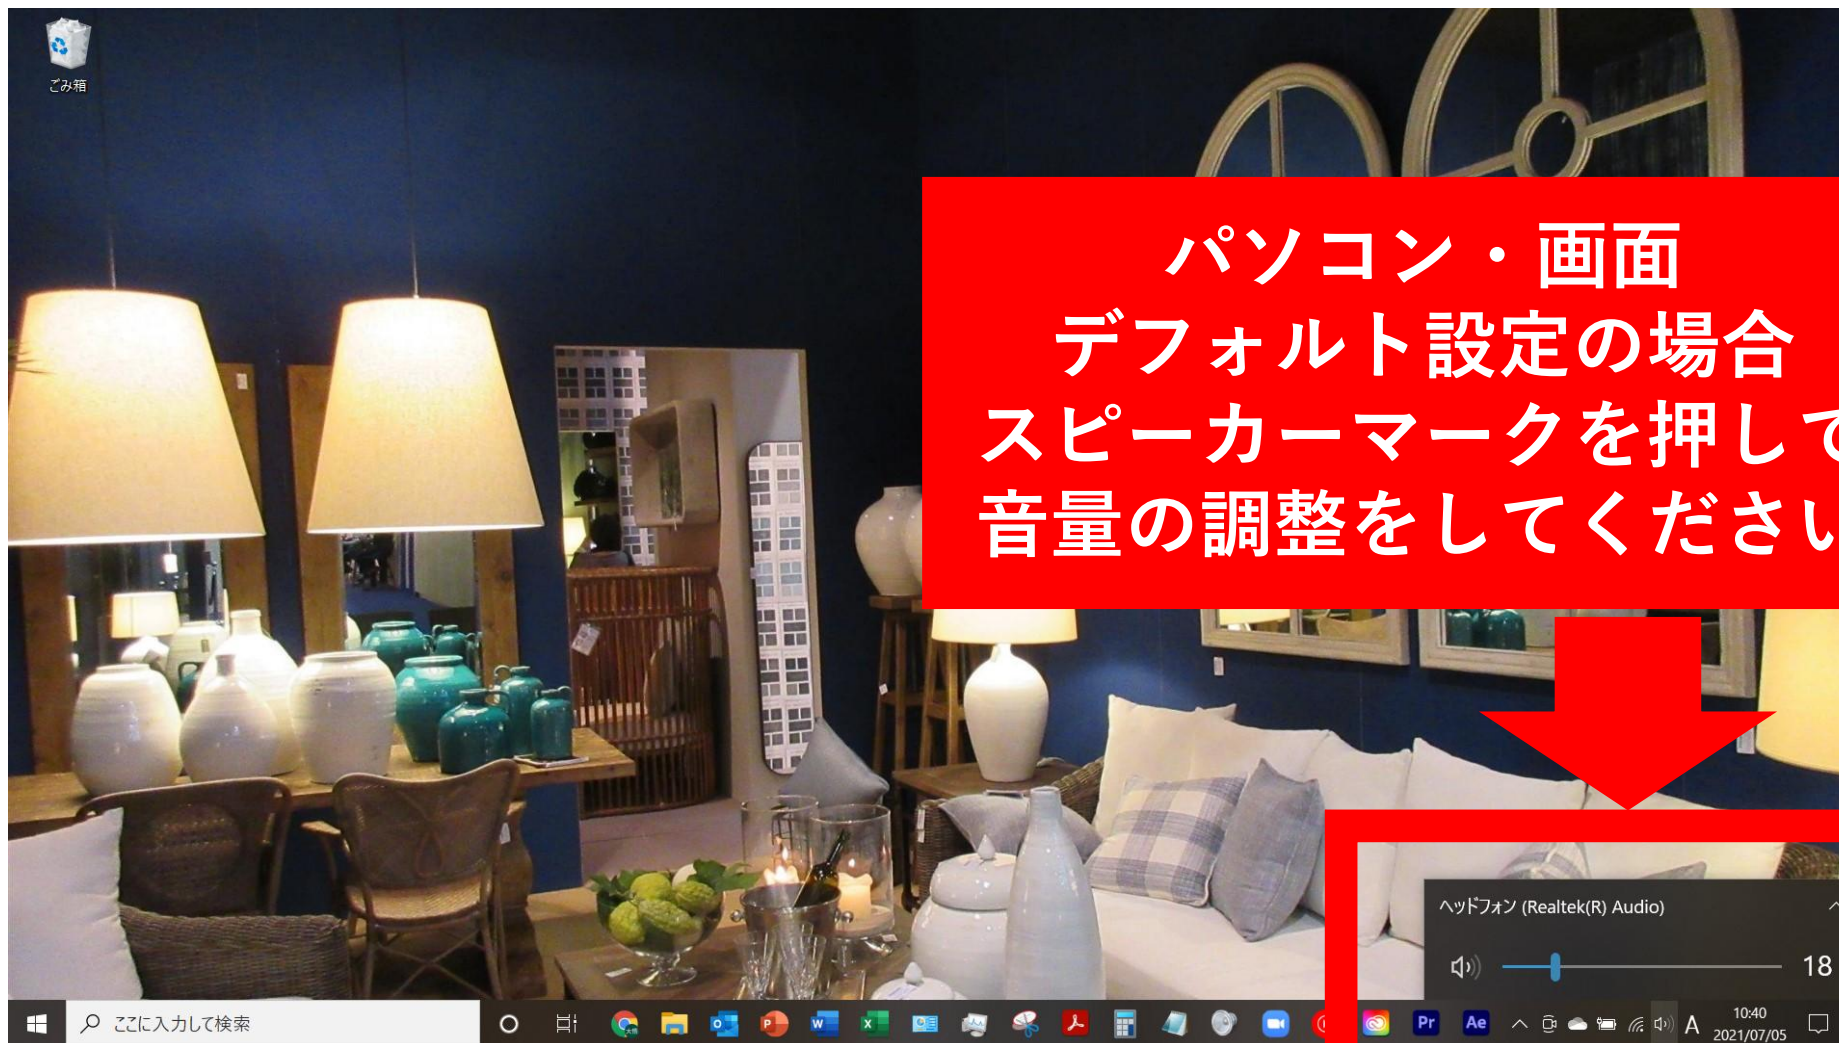 ごみ箱
パソコン・画面
デフォルト設定の場合
スピーカーマークを押して
音量の調整をしてください
ヘッドフォン (Realtek(R) Audio)
18
ここに入力して検索
Pr
Ae
A
10:40
2021/07/05